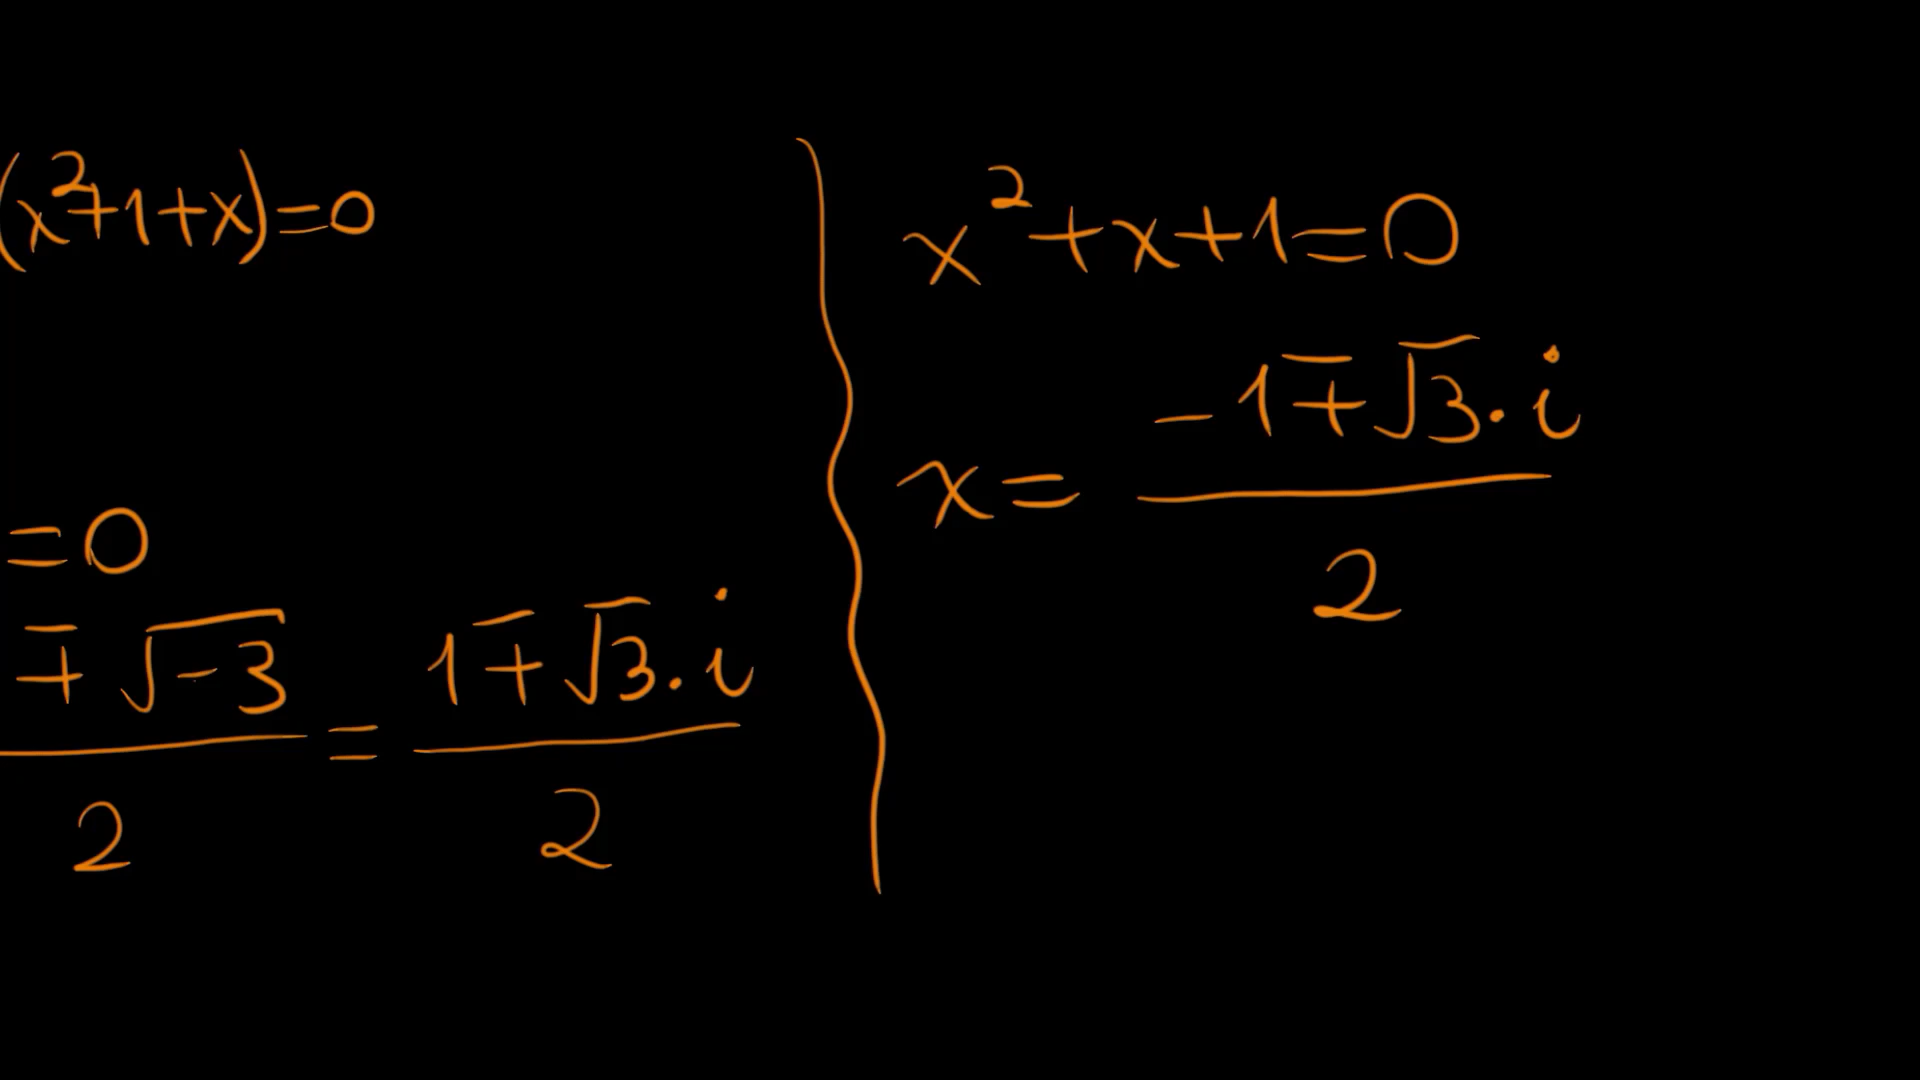 (x²+1+x)=0
=0
∓√-3 / 2 = 1∓√3·i / 2
x²+x+1=0
x= -1∓√3·i / 2